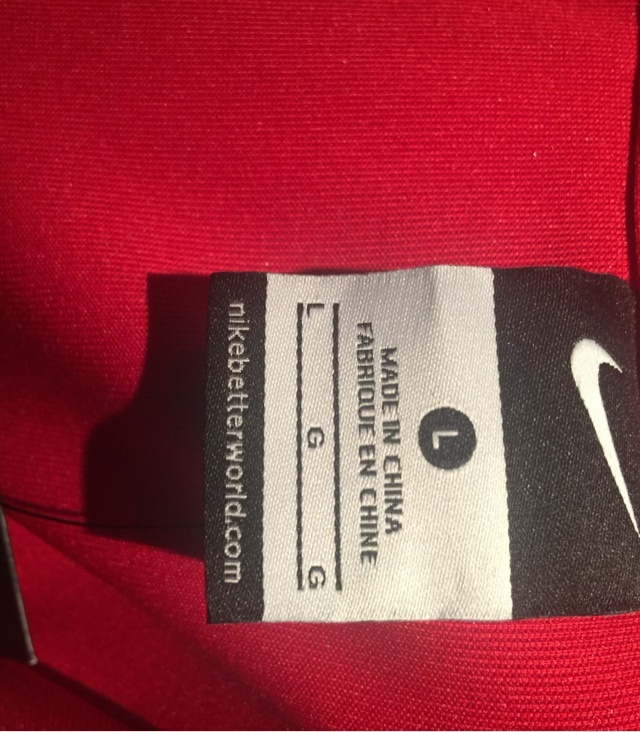 L
MADE IN CHINA
FABRIQUE EN CHINE
L G G
nikebetterworld.com